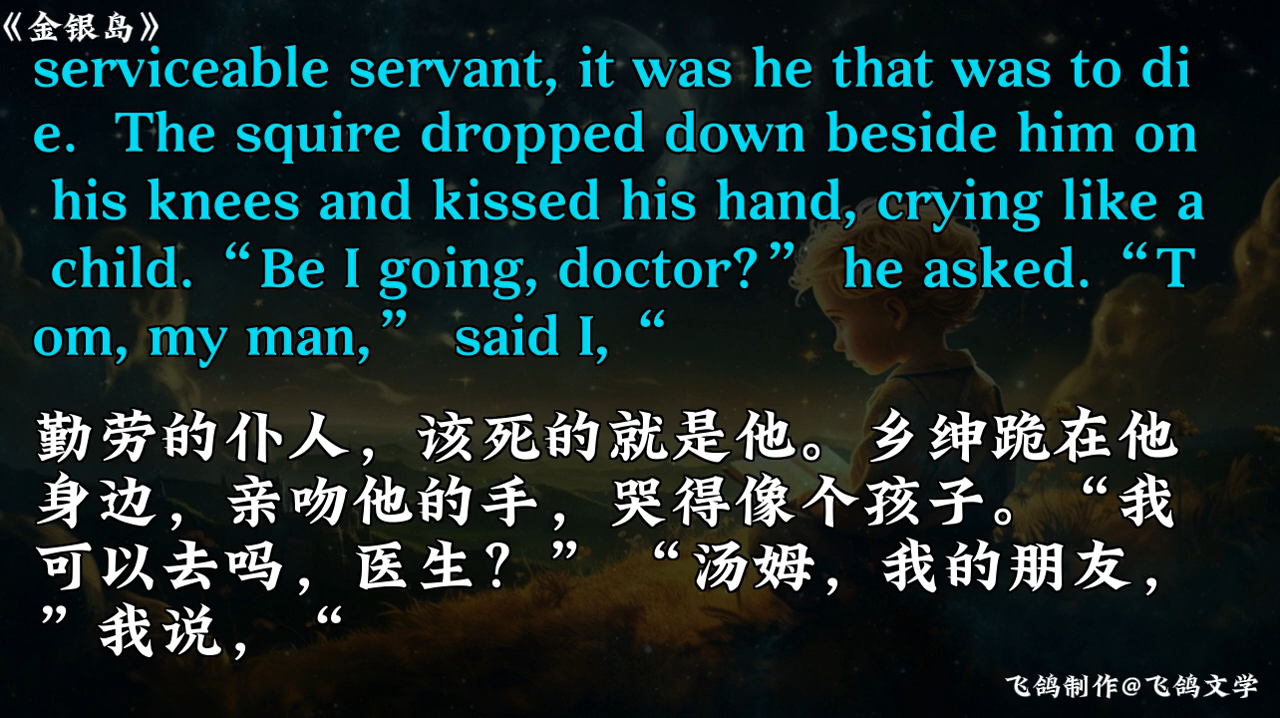 《金银岛》
serviceable servant, it was he that was to di
e.  The squire dropped down beside him on
 his knees and kissed his hand, crying like a
 child. “Be I going, doctor?”  he asked. “T
om, my man,”  said I, “
勤劳的仆人，该死的就是他。乡绅跪在他
身边，亲吻他的手，哭得像个孩子。 “我
可以去吗，医生？” “汤姆，我的朋友，
”我说， “
飞鸽制作@飞鸽文学